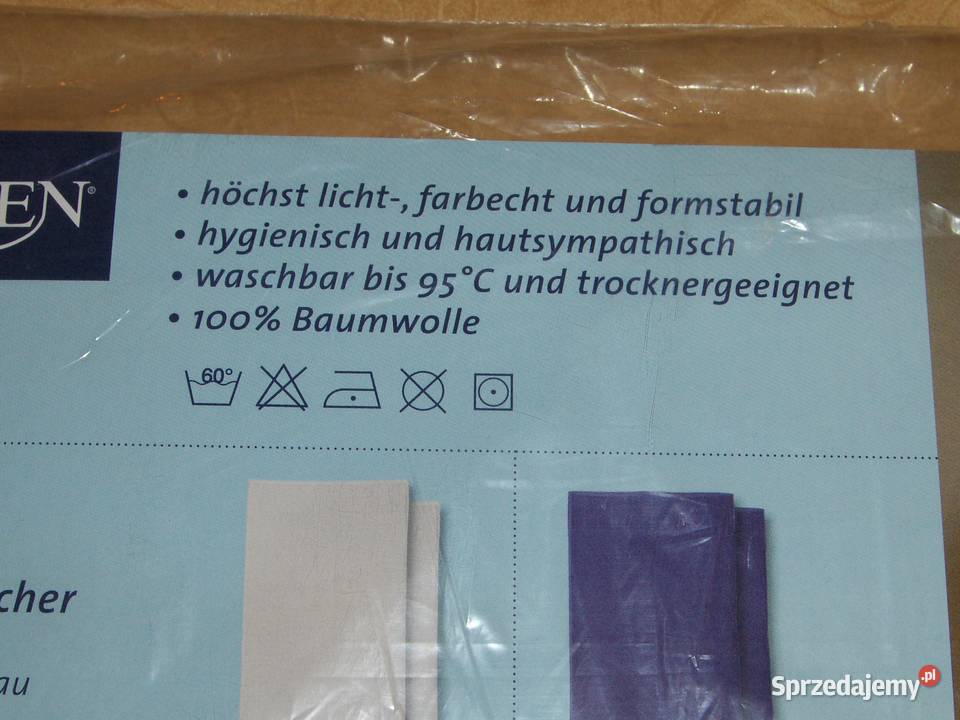 EN®
• höchst licht-, farbecht und formstabil
• hygienisch und hautsympathisch
• waschbar bis 95°C und trocknergeeignet
• 100% Baumwolle
60°
cher
au
Sprzedajemy.pl